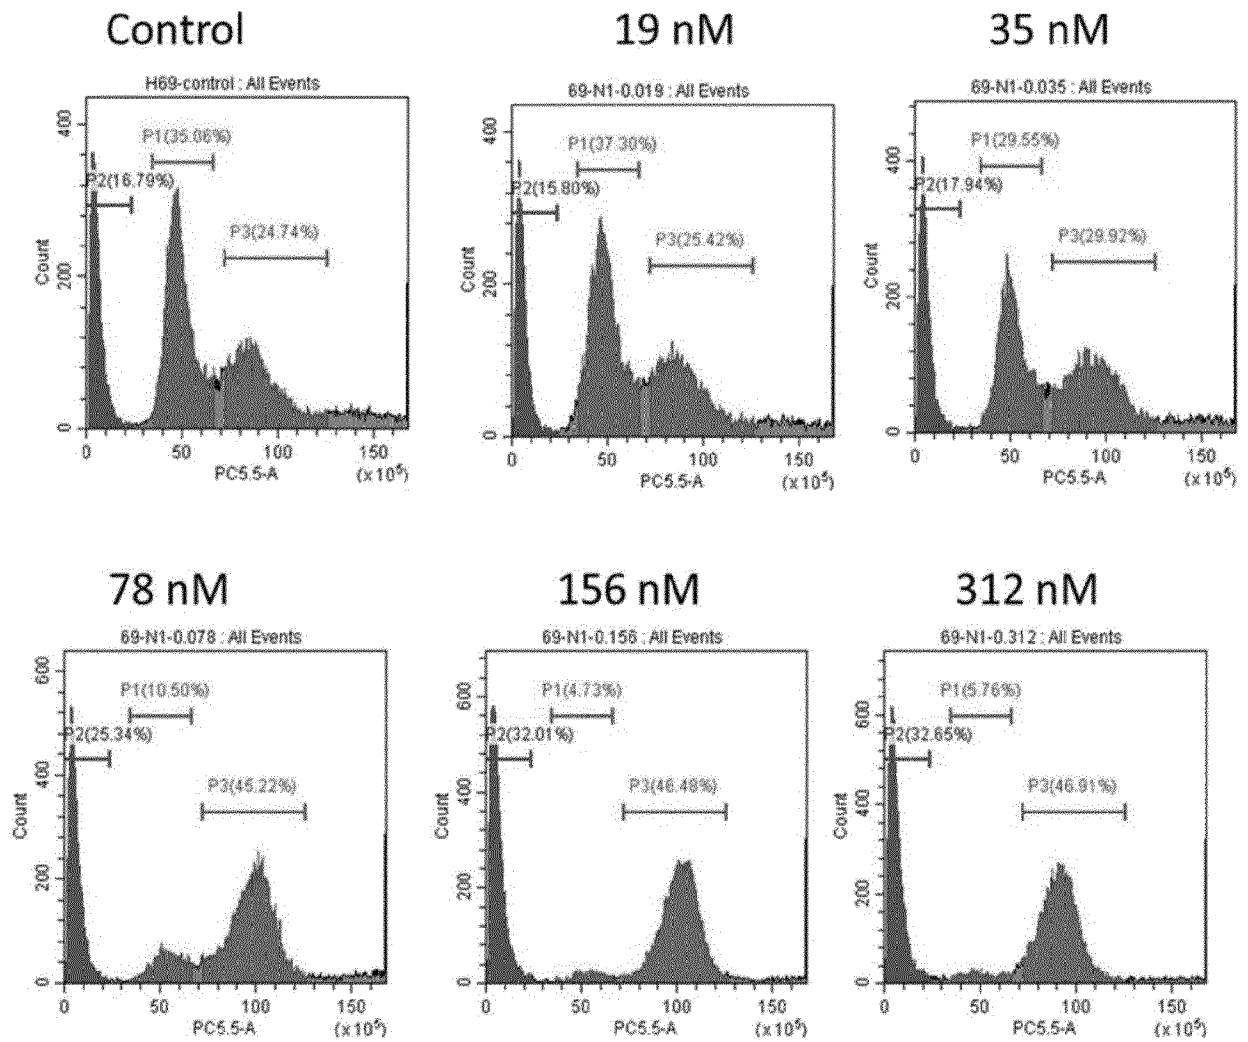 Control
H69-control : All Events
400
P1(35.06%)
P2(16.79%)
P3(24.74%)
Count
200
0
0 50 100 150
PC5.5-A (x10⁵)
19 nM
69-N1-0.019 : All Events
400
P1(37.30%)
P2(15.80%)
P3(25.42%)
Count
200
0
0 50 100 150
PC5.5-A (x10⁵)
35 nM
69-N1-0.035 : All Events
400
P1(29.55%)
P2(17.94%)
P3(29.92%)
Count
200
0
0 50 100 150
PC5.5-A (x10⁵)
78 nM
69-N1-0.078 : All Events
600
P1(10.50%)
P2(25.34%)
P3(45.22%)
400
Count
200
0
0 50 100 150
PC5.5-A (x10⁵)
156 nM
69-N1-0.156 : All Events
600
P1(4.73%)
P2(32.01%)
P3(46.48%)
400
Count
200
0
0 50 100 150
PC5.5-A (x10⁵)
312 nM
69-N1-0.312 : All Events
600
P1(5.76%)
P2(32.65%)
P3(46.91%)
400
Count
200
0
0 50 100 150
PC5.5-A (x10⁵)